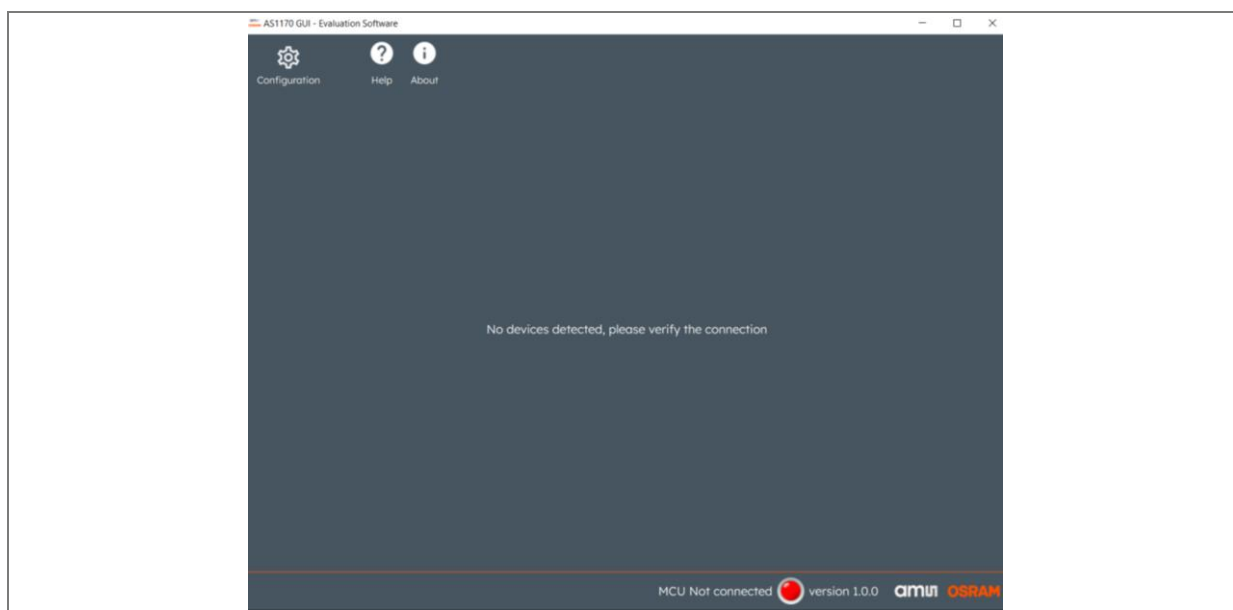 AS1170 GUI - Evaluation Software
Configuration Help About
No devices detected, please verify the connection
MCU Not connected version 1.0.0 amu OSRAM